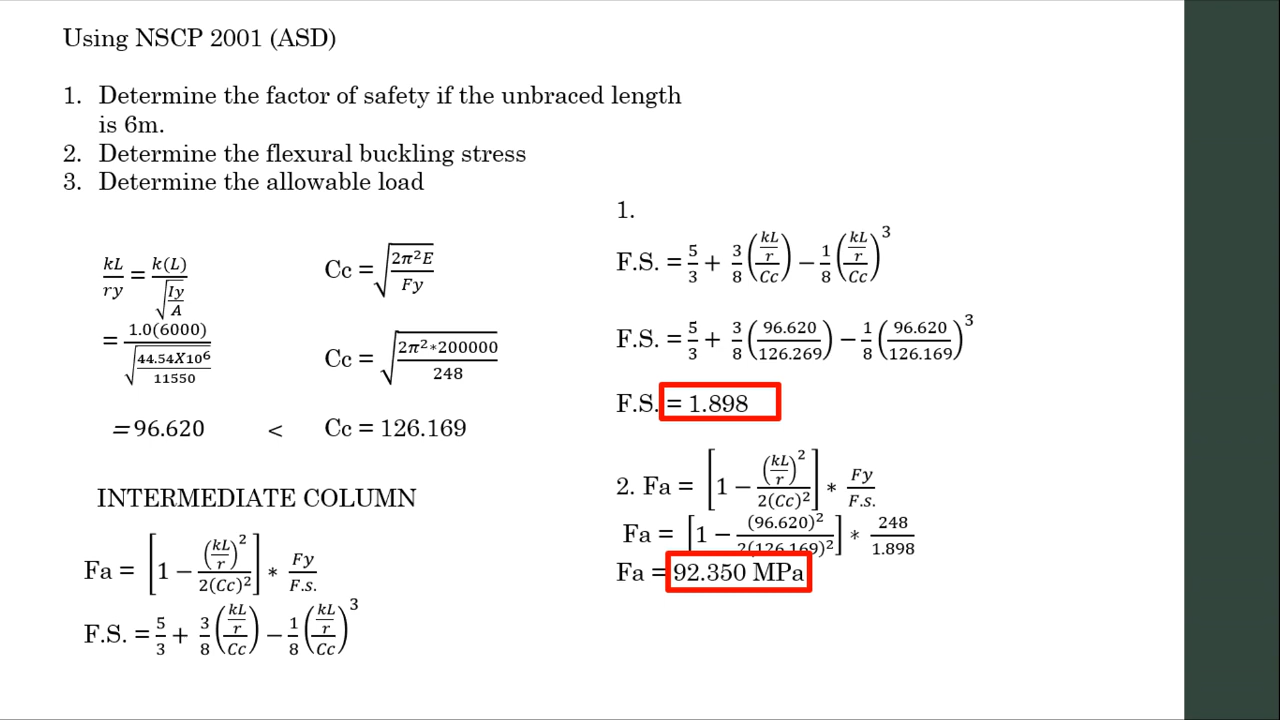 Using NSCP 2001 (ASD)
1. Determine the factor of safety if the unbraced length
is 6m.
2. Determine the flexural buckling stress
3. Determine the allowable load
kL/ry = k(L)/√(Iy/A)
= 1.0(6000)/√(44.54X10⁶/11550)
= 96.620 < Cc = 126.169
Cc = √(2π²E/Fy)
Cc = √(2π²*200000/248)
INTERMEDIATE COLUMN
Fa = [1 − (kL/r)²/2(Cc)²] * Fy/F.s.
F.S. = 5/3 + 3/8 ((kL/r)/Cc) − 1/8 ((kL/r)/Cc)³
1.
F.S. = 5/3 + 3/8 ((kL/r)/Cc) − 1/8 ((kL/r)/Cc)³
F.S. = 5/3 + 3/8 (96.620/126.269) − 1/8 (96.620/126.169)³
F.S. = 1.898
2. Fa = [1 − (kL/r)²/2(Cc)²] * Fy/F.s.
Fa = [1 − (96.620)²/2(126.169)²] * 248/1.898
Fa = 92.350 MPa